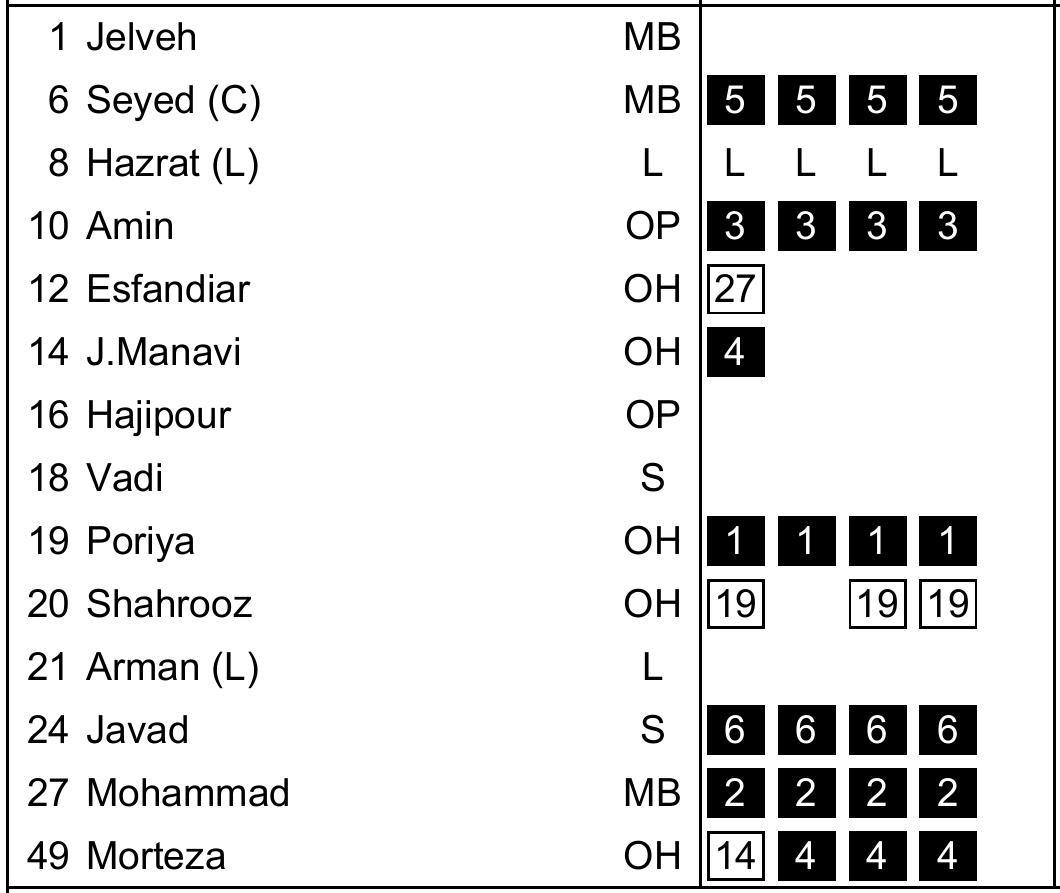 1 Jelveh MB
6 Seyed (C) MB 5 5 5 5
8 Hazrat (L) L L L L L
10 Amin OP 3 3 3 3
12 Esfandiar OH 27
14 J.Manavi OH 4
16 Hajipour OP
18 Vadi S
19 Poriya OH 1 1 1 1
20 Shahrooz OH 19 19 19
21 Arman (L) L
24 Javad S 6 6 6 6
27 Mohammad MB 2 2 2 2
49 Morteza OH 14 4 4 4